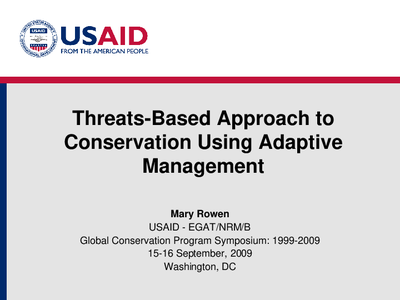 USAID
USAID
FROM THE AMERICAN PEOPLE
Threats-Based Approach to
Conservation Using Adaptive
Management
Mary Rowen
USAID - EGAT/NRM/B
Global Conservation Program Symposium: 1999-2009
15-16 September, 2009
Washington, DC